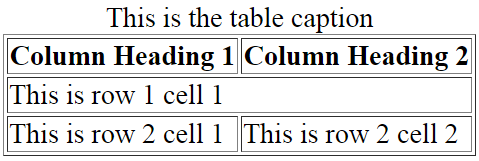 This is the table caption
Column Heading 1 Column Heading 2
This is row 1 cell 1
This is row 2 cell 1 This is row 2 cell 2